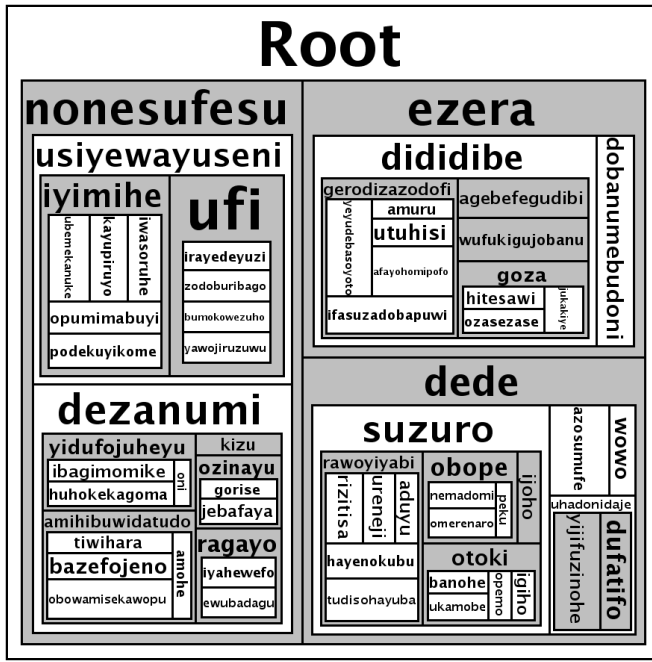 Root
nonesufesu
usiyewayuseni
iyimihe
ubemekanuke
kayupiruyo
iwasoruhe
opumimabuyi
podekuyikome
ufi
irayedeyuzi
zodoburibago
bumokowezuho
yawojiruzuwu
dezanumi
yidufojuheyu
ibagimomike
huhokekagoma
oni
amihibuwidatudo
tiwihara
bazefojeno
obowamisekawopu
amohe
kizu
ozinayu
gorise
jebafaya
ragayo
iyahewefo
ewubadagu
ezera
dididibe
gerodizazodofi
yeyudebasoyoto
amuru
utuhisi
afayohomipofo
ifasuzadobapuwi
agebefegudibi
wufukigujobanu
goza
hitesawi
ozasezase
jukakiye
dobanumebudoni
dede
suzuro
rawoyiyabi
rizitisa
ureneji
aduyu
hayenokubu
tudisohayuba
obope
nemadomi
omerenaro
peku
ijoho
otoki
banohe
ukamobe
opemo
igiho
azosumufe
wowo
uhadonidaje
yijifuzinohe
dufatifo